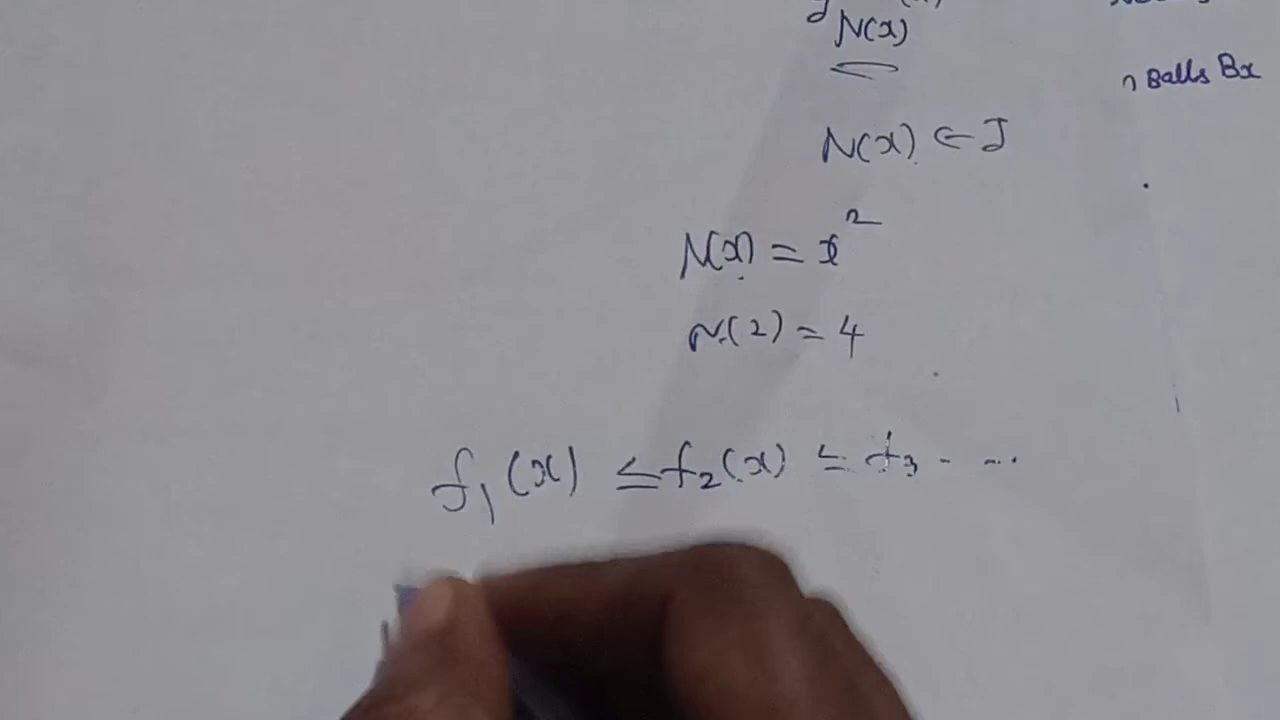 N(x)
Balls Bx
N(x) ∈ J
N(x) = x²
N(2) = 4
f₁(x) ≤ f₂(x) ≤ f₃ - ...